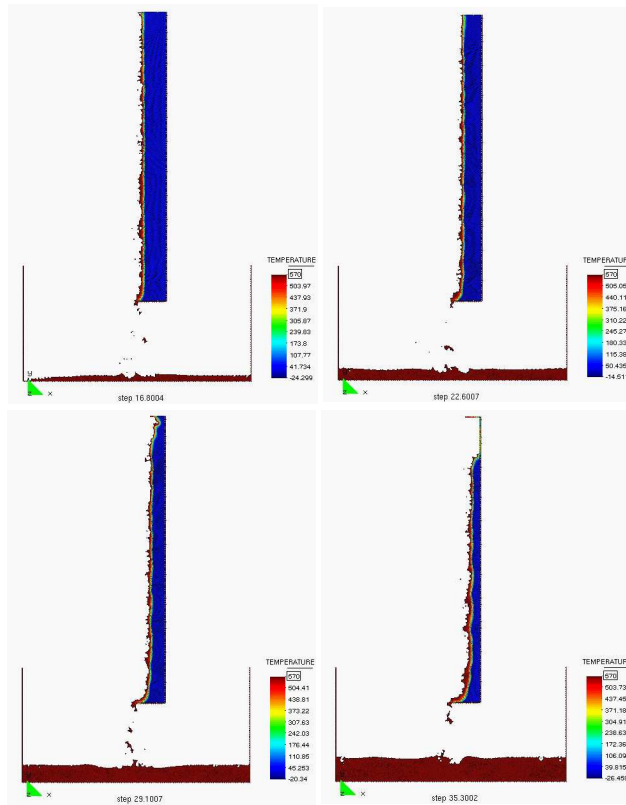 TEMPERATURE
570
503.97
437.93
371.9
305.87
239.83
173.8
107.77
41.734
-24.299
y
z
x
step 16.8004
TEMPERATUR
570
505.05
440.11
375.16
310.22
245.27
180.33
115.38
50.435
-14.51
x
step 22.6007
TEMPERATURE
570
504.41
438.81
373.22
307.63
242.03
176.44
110.85
45.253
-20.34
x
step 29.1007
TEMPERATUR
570
503.73
437.45
371.18
304.91
238.63
172.36
106.09
39.815
-26.459
x
step 35.3002